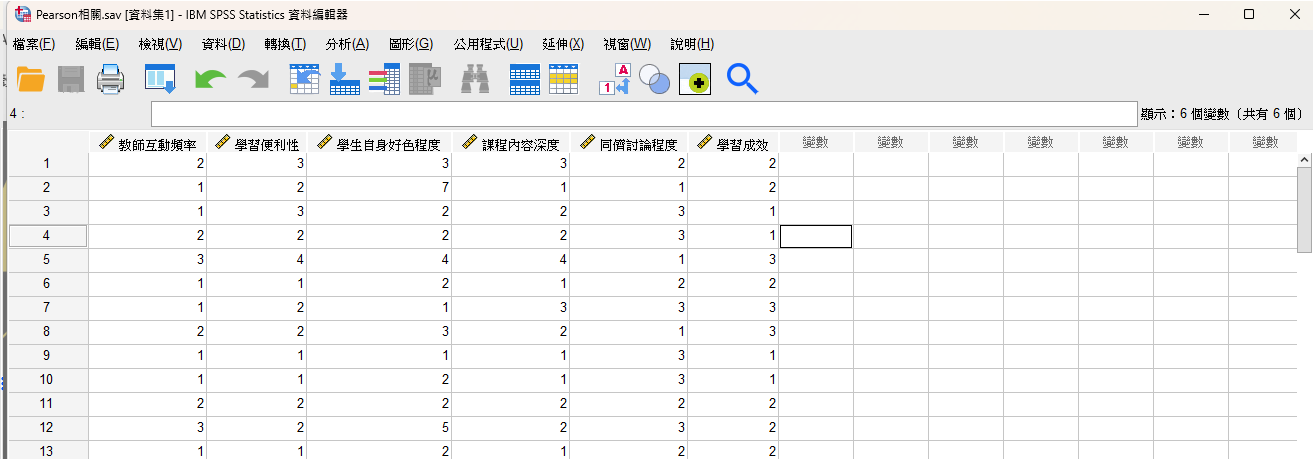 Pearson相關.sav [資料集1] - IBM SPSS Statistics 資料編輯器
檔案(F) 編輯(E) 檢視(V) 資料(D) 轉換(T) 分析(A) 圖形(G) 公用程式(U) 延伸(X) 視窗(W) 說明(H)
4 : 顯示：6 個變數（共有 6 個）
教師互動頻率 學習便利性 學生自身好色程度 課程內容深度 同儕討論程度 學習成效 變數 變數 變數 變數 變數 變數 變數
1 2 3 3 3 2 2
2 1 2 7 1 1 2
3 1 3 2 2 3 1
4 2 2 2 2 3 1
5 3 4 4 4 1 3
6 1 1 2 1 2 2
7 1 2 1 3 3 3
8 2 2 3 2 1 3
9 1 1 1 1 3 1
10 1 1 2 1 3 1
11 2 2 2 2 2 2
12 3 2 5 2 3 2
13 1 1 2 1 2 2